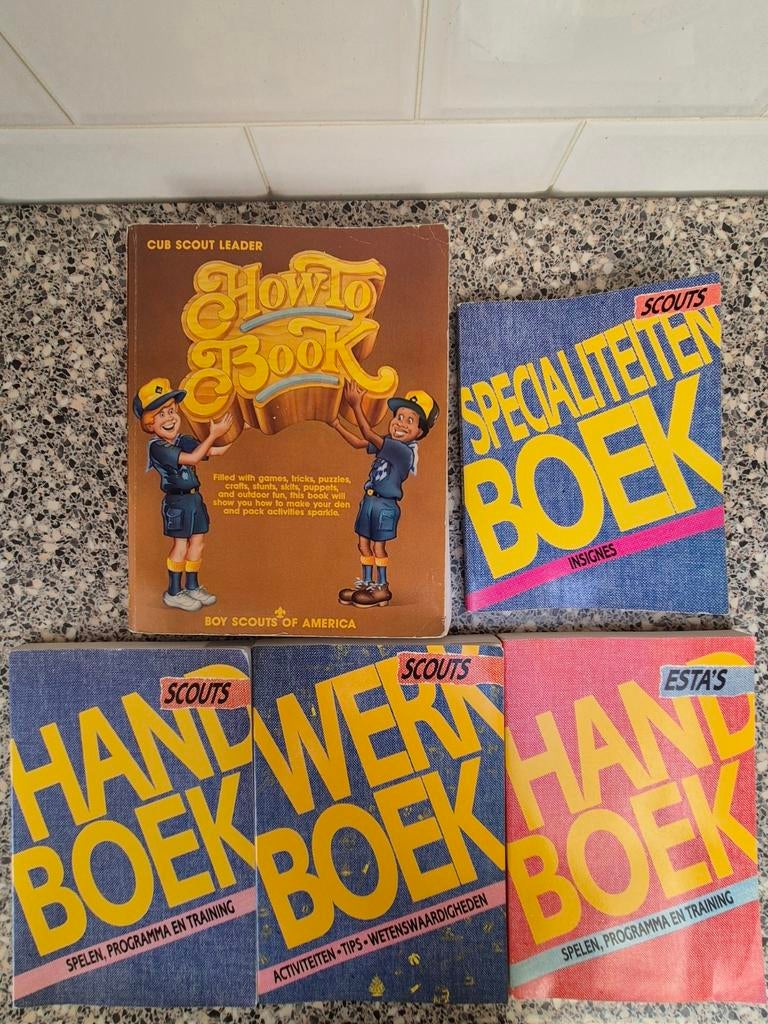 CUB SCOUT LEADER
How To
Book
Filled with games, tricks, puzzles,
crafts, stunts, skits, puppets,
and outdoor fun, this book will
show you how to make your den
and pack activities sparkle.
BOY SCOUTS OF AMERICA
SCOUTS
SPECIALITEITEN
BOEK
INSIGNES
SCOUTS
HAND
BOEK
SPELEN, PROGRAMMA EN TRAINING
SCOUTS
WERK
BOEK
ACTIVITEITEN • TIPS • WETENSWAARDIGHEDEN
ESTA'S
HAND
BOEK
SPELEN, PROGRAMMA EN TRAINING